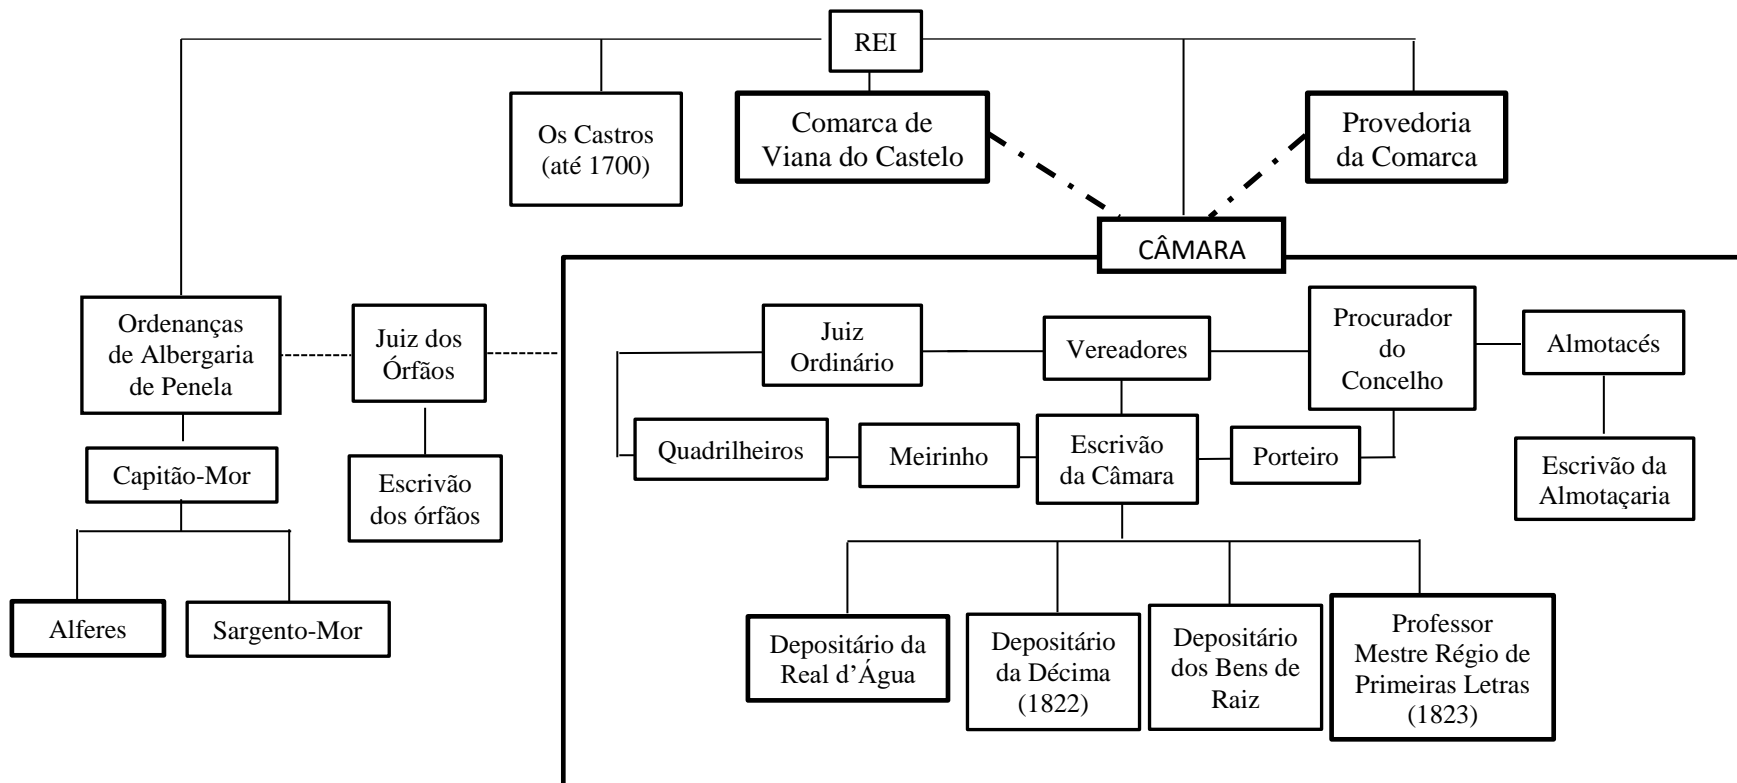 REI
Os Castros
(até 1700)
Comarca de
Viana do Castelo
Provedoria
da Comarca
CÂMARA
Ordenanças
de Albergaria
de Penela
Juiz dos
Órfãos
Juiz
Ordinário
Vereadores
Procurador
do
Concelho
Almotacés
Capitão-Mor
Escrivão
dos órfãos
Quadrilheiros
Meirinho
Escrivão
da Câmara
Porteiro
Escrivão da
Almotaçaria
Alferes
Sargento-Mor
Depositário da
Real d’Água
Depositário
da Décima
(1822)
Depositário
dos Bens de
Raiz
Professor
Mestre Régio de
Primeiras Letras
(1823)